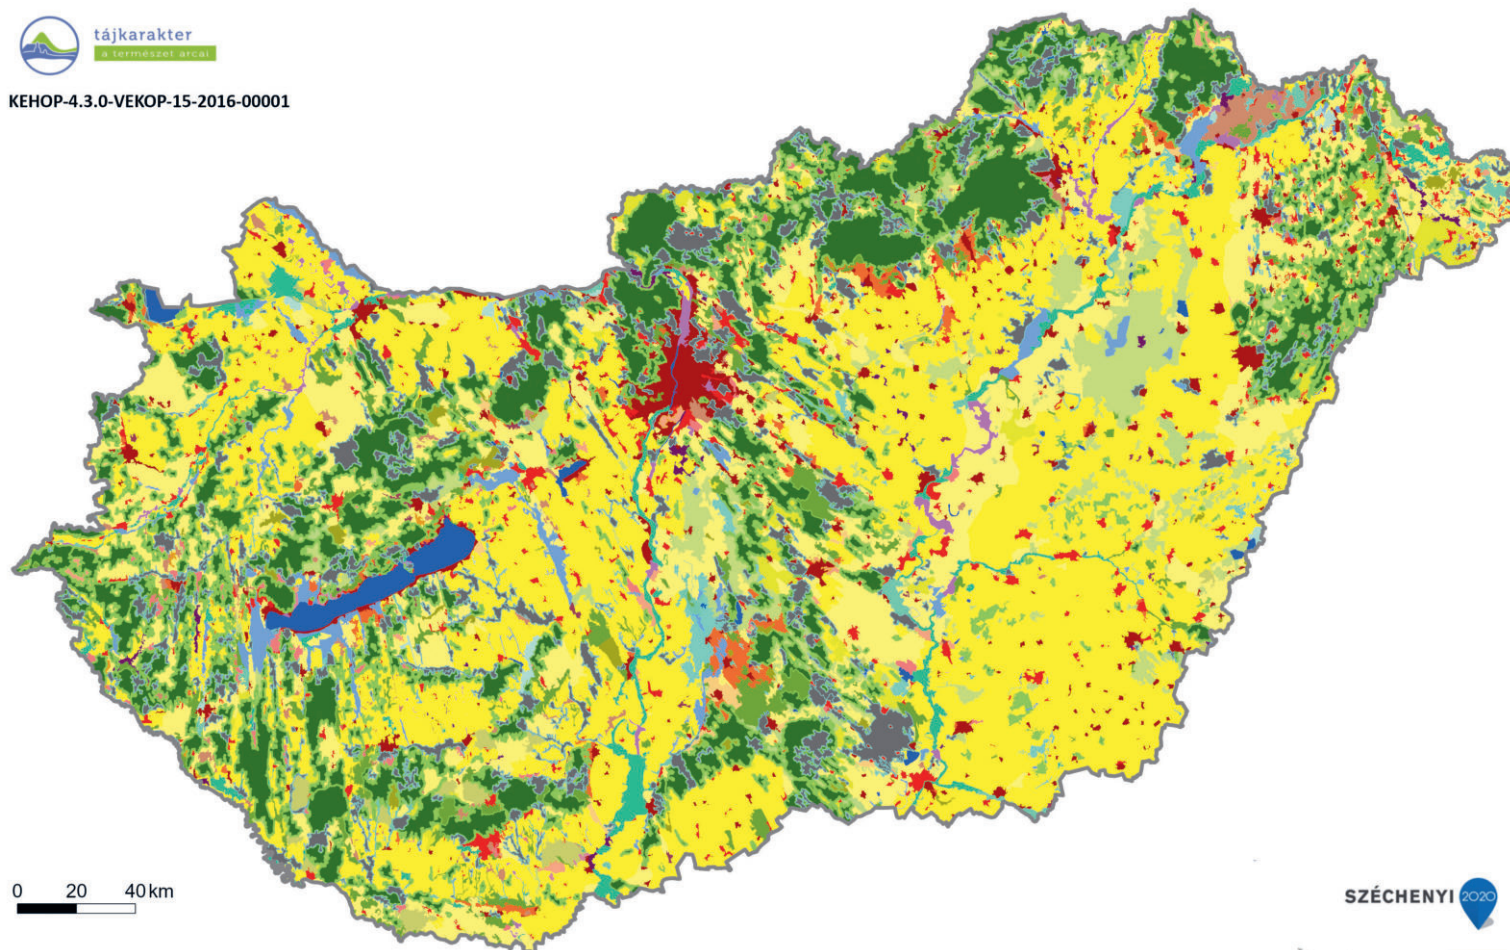 tájkarakter
a természet arcai
KEHOP-4.3.0-VEKOP-15-2016-00001
0 20 40 km
SZÉCHENYI 2020